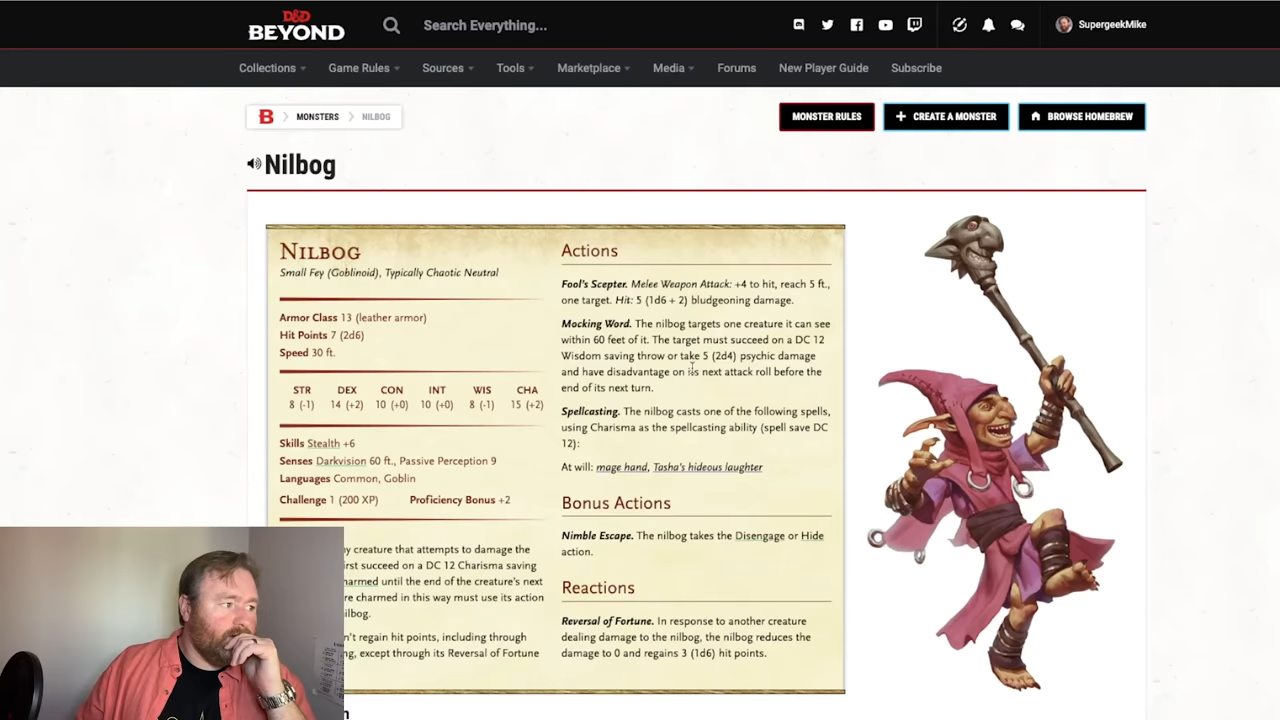 D&D
BEYOND
Search Everything...
SupergeekMike
Collections
Game Rules
Sources
Tools
Marketplace
Media
Forums
New Player Guide
Subscribe
B
MONSTERS
NILBOG
MONSTER RULES
+ CREATE A MONSTER
BROWSE HOMEBREW
Nilbog
NILBOG
Small Fey (Goblinoid), Typically Chaotic Neutral
Armor Class 13 (leather armor)
Hit Points 7 (2d6)
Speed 30 ft.
STR DEX CON INT WIS CHA
8 (-1) 14 (+2) 10 (+0) 10 (+0) 8 (-1) 15 (+2)
Skills Stealth +6
Senses Darkvision 60 ft., Passive Perception 9
Languages Common, Goblin
Challenge 1 (200 XP) Proficiency Bonus +2
creature that attempts to damage the
succeed on a DC 12 Charisma saving
until the end of the creature's next
charmed in this way must use its action
regain hit points, including through
except through its Reversal of Fortune
Actions
Fool's Scepter. Melee Weapon Attack: +4 to hit, reach 5 ft.,
one target. Hit: 5 (1d6 + 2) bludgeoning damage.
Mocking Word. The nilbog targets one creature it can see
within 60 feet of it. The target must succeed on a DC 12
Wisdom saving throw or take 5 (2d4) psychic damage
and have disadvantage on its next attack roll before the
end of its next turn.
Spellcasting. The nilbog casts one of the following spells,
using Charisma as the spellcasting ability (spell save DC
12):
At will: mage hand, Tasha's hideous laughter
Bonus Actions
Nimble Escape. The nilbog takes the Disengage or Hide
action.
Reactions
Reversal of Fortune. In response to another creature
dealing damage to the nilbog, the nilbog reduces the
damage to 0 and regains 3 (1d6) hit points.